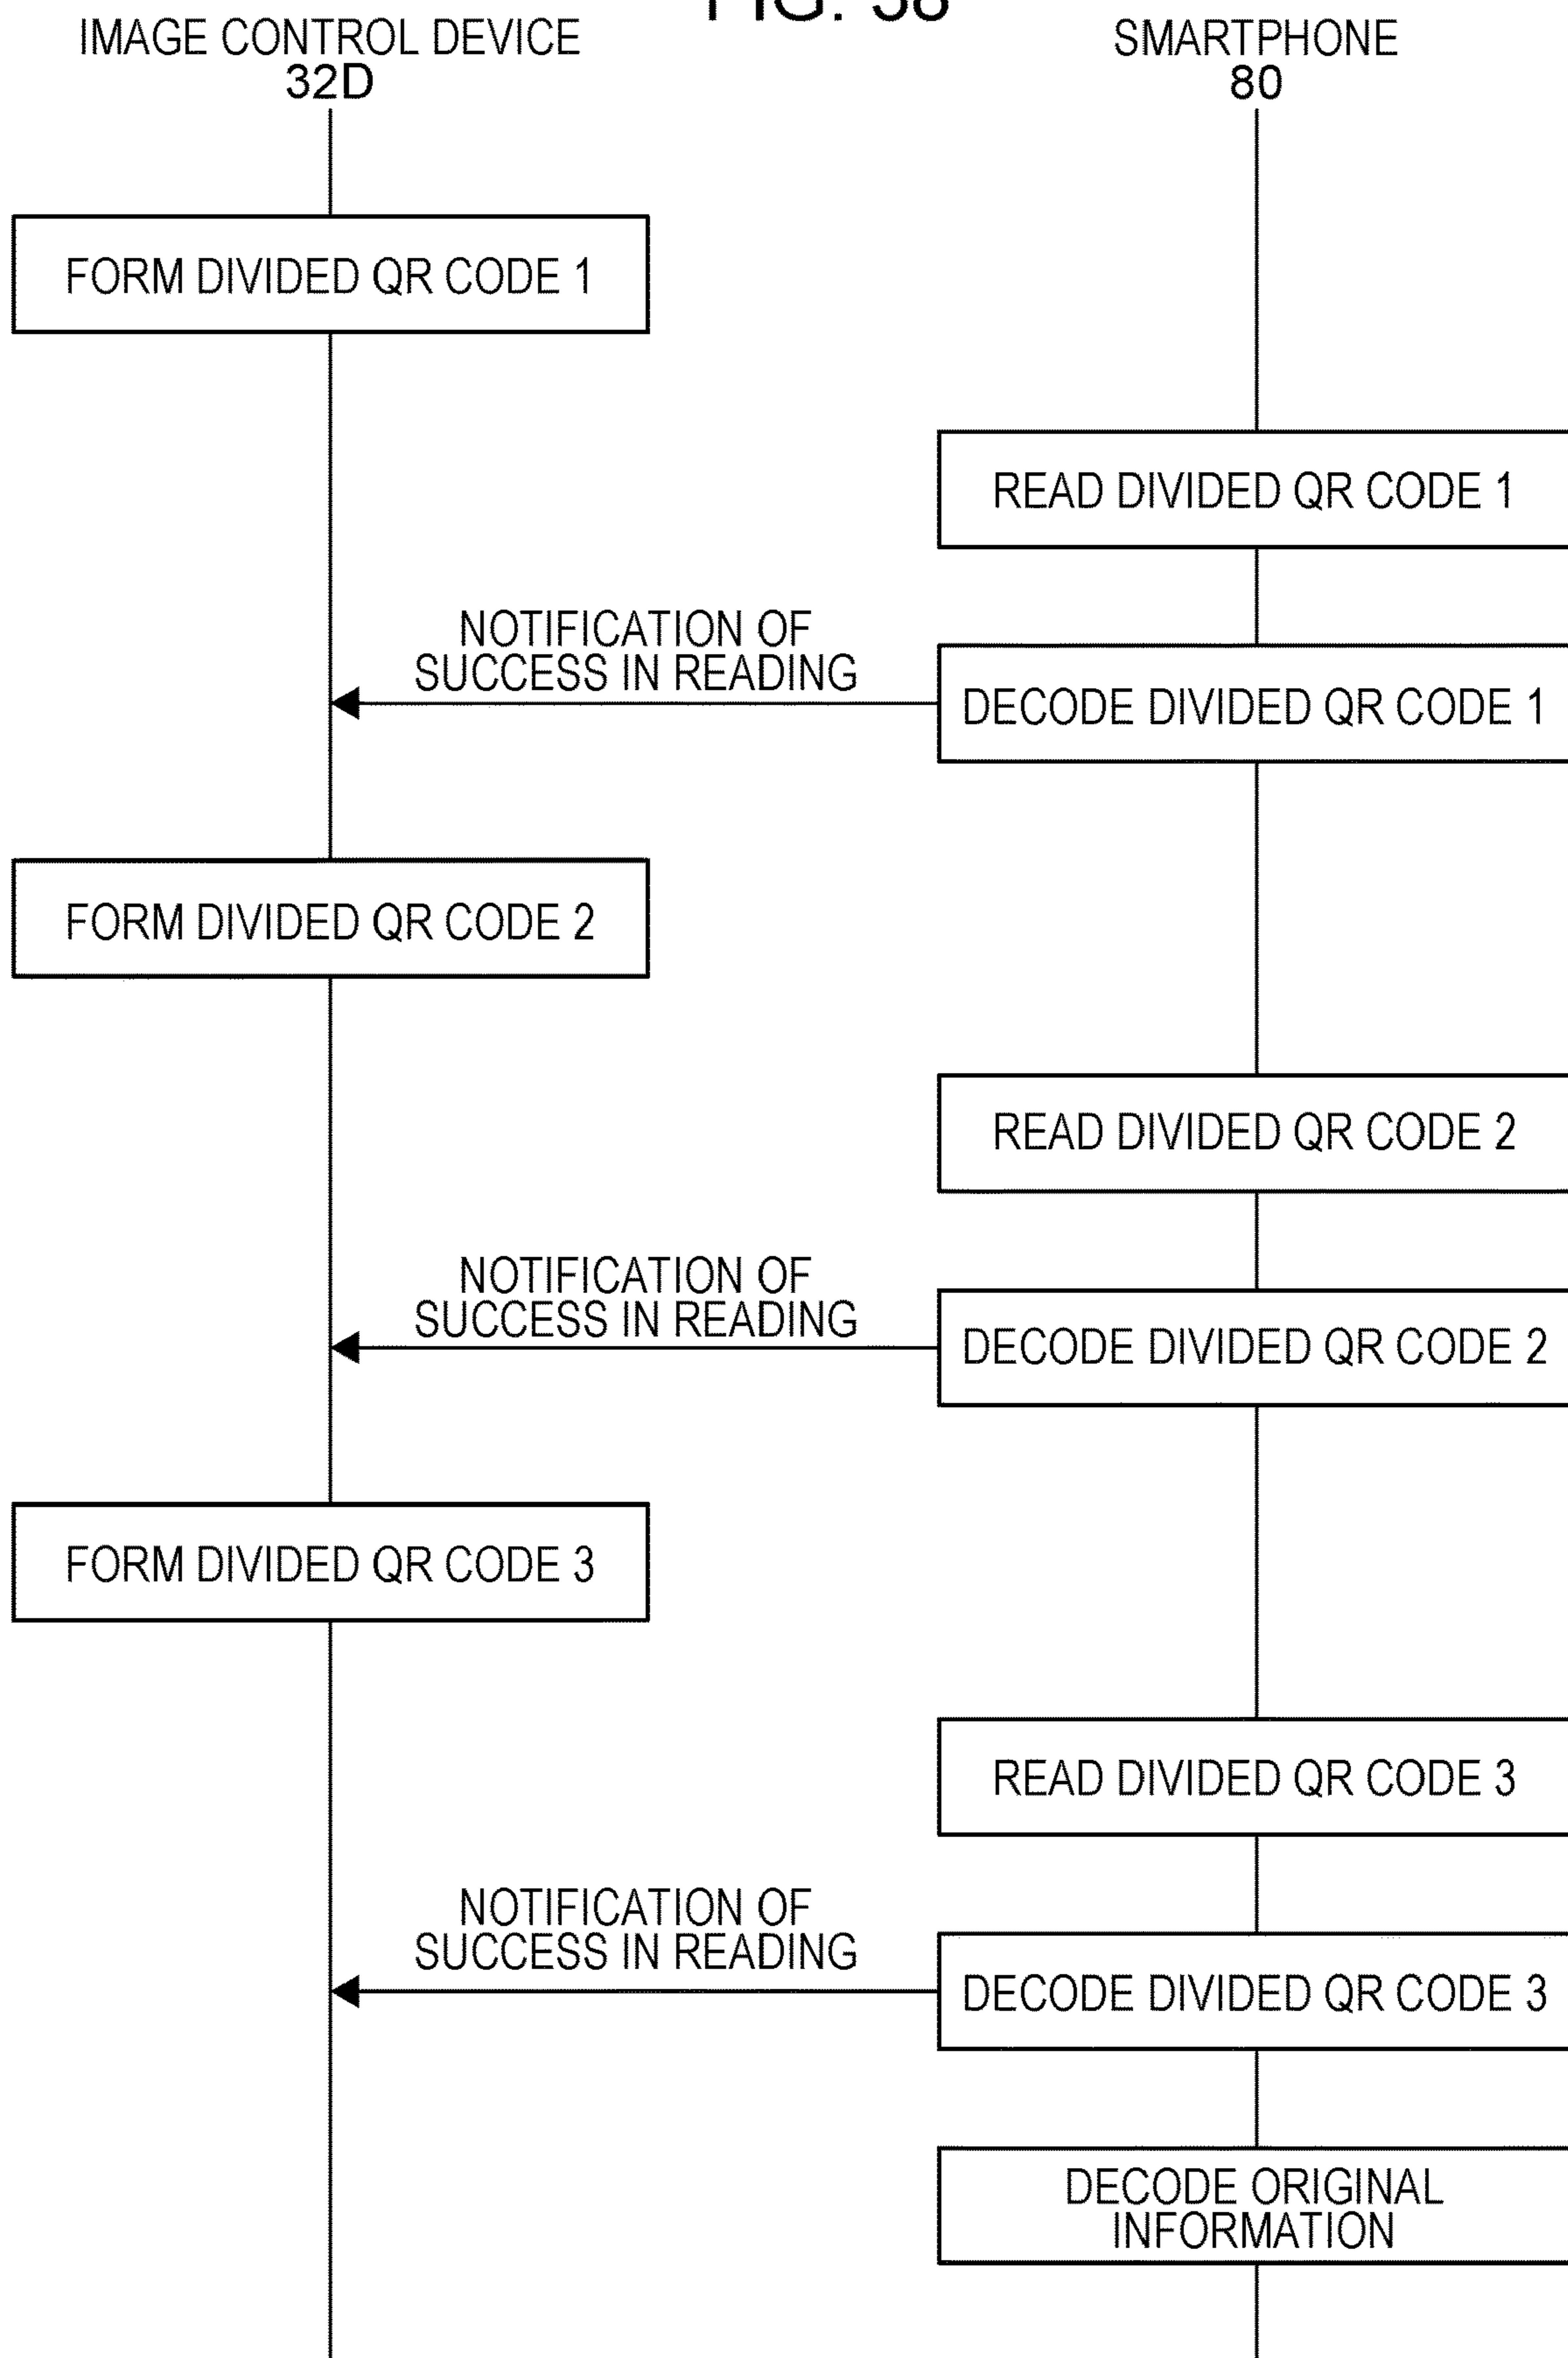 FIG. 38
IMAGE CONTROL DEVICE
32D
SMARTPHONE
80
FORM DIVIDED QR CODE 1
READ DIVIDED QR CODE 1
NOTIFICATION OF
SUCCESS IN READING
DECODE DIVIDED QR CODE 1
FORM DIVIDED QR CODE 2
READ DIVIDED QR CODE 2
NOTIFICATION OF
SUCCESS IN READING
DECODE DIVIDED QR CODE 2
FORM DIVIDED QR CODE 3
READ DIVIDED QR CODE 3
NOTIFICATION OF
SUCCESS IN READING
DECODE DIVIDED QR CODE 3
DECODE ORIGINAL
INFORMATION